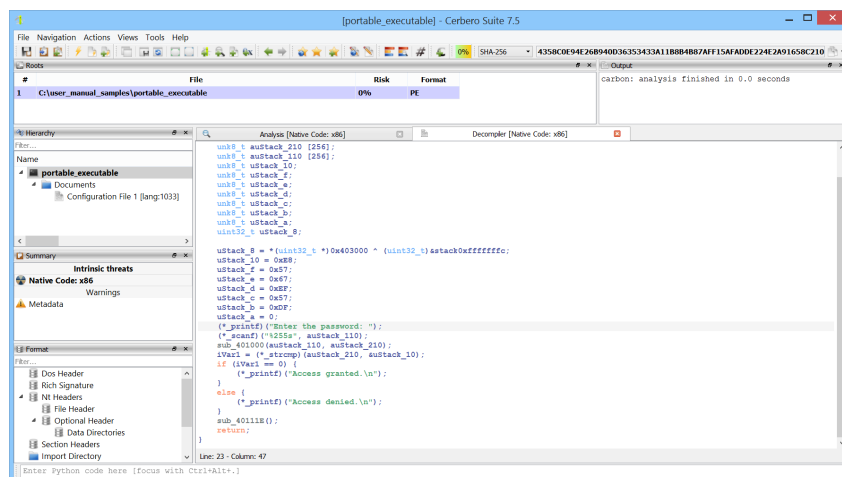 [portable_executable] - Cerbero Suite 7.5
File Navigation Actions Views Tools Help
0% SHA-256 4358C0E94E26B940D36353433A11B8B4B87AFF15AFADDE224E2A91658C210
Roots
# File Risk Format
1 C:\user_manual_samples\portable_executable 0% PE
Output
carbon: analysis finished in 0.0 seconds
Hierarchy
Filter...
Name
portable_executable
Documents
Configuration File 1 [lang:1033]
Summary
Intrinsic threats
Native Code: x86
Warnings
Metadata
Format
Filter...
Dos Header
Rich Signature
Nt Headers
File Header
Optional Header
Data Directories
Section Headers
Import Directory
Analysis [Native Code: x86]
Decompiler [Native Code: x86]
unk8_t auStack_210 [256];
unk8_t auStack_110 [256];
unk8_t uStack_10;
unk8_t uStack_f;
unk8_t uStack_e;
unk8_t uStack_d;
unk8_t uStack_c;
unk8_t uStack_b;
unk8_t uStack_a;
uint32_t uStack_8;
uStack_8 = *(uint32_t *)0x403000 ^ (uint32_t)&stack0xfffffffc;
uStack_10 = 0xE8;
uStack_f = 0x57;
uStack_e = 0x67;
uStack_d = 0xEF;
uStack_c = 0x57;
uStack_b = 0xDF;
uStack_a = 0;
(*_printf)("Enter the password: ");
(*_scanf)("%255s", auStack_110);
sub_401000(auStack_110, auStack_210);
iVar1 = (*_strcmp)(auStack_210, &uStack_10);
if (iVar1 == 0) {
(*_printf)("Access granted.\n");
}
else {
(*_printf)("Access denied.\n");
}
sub_40111E();
return;
}
Line: 23 - Column: 47
Enter Python code here [focus with Ctrl+Alt+.]